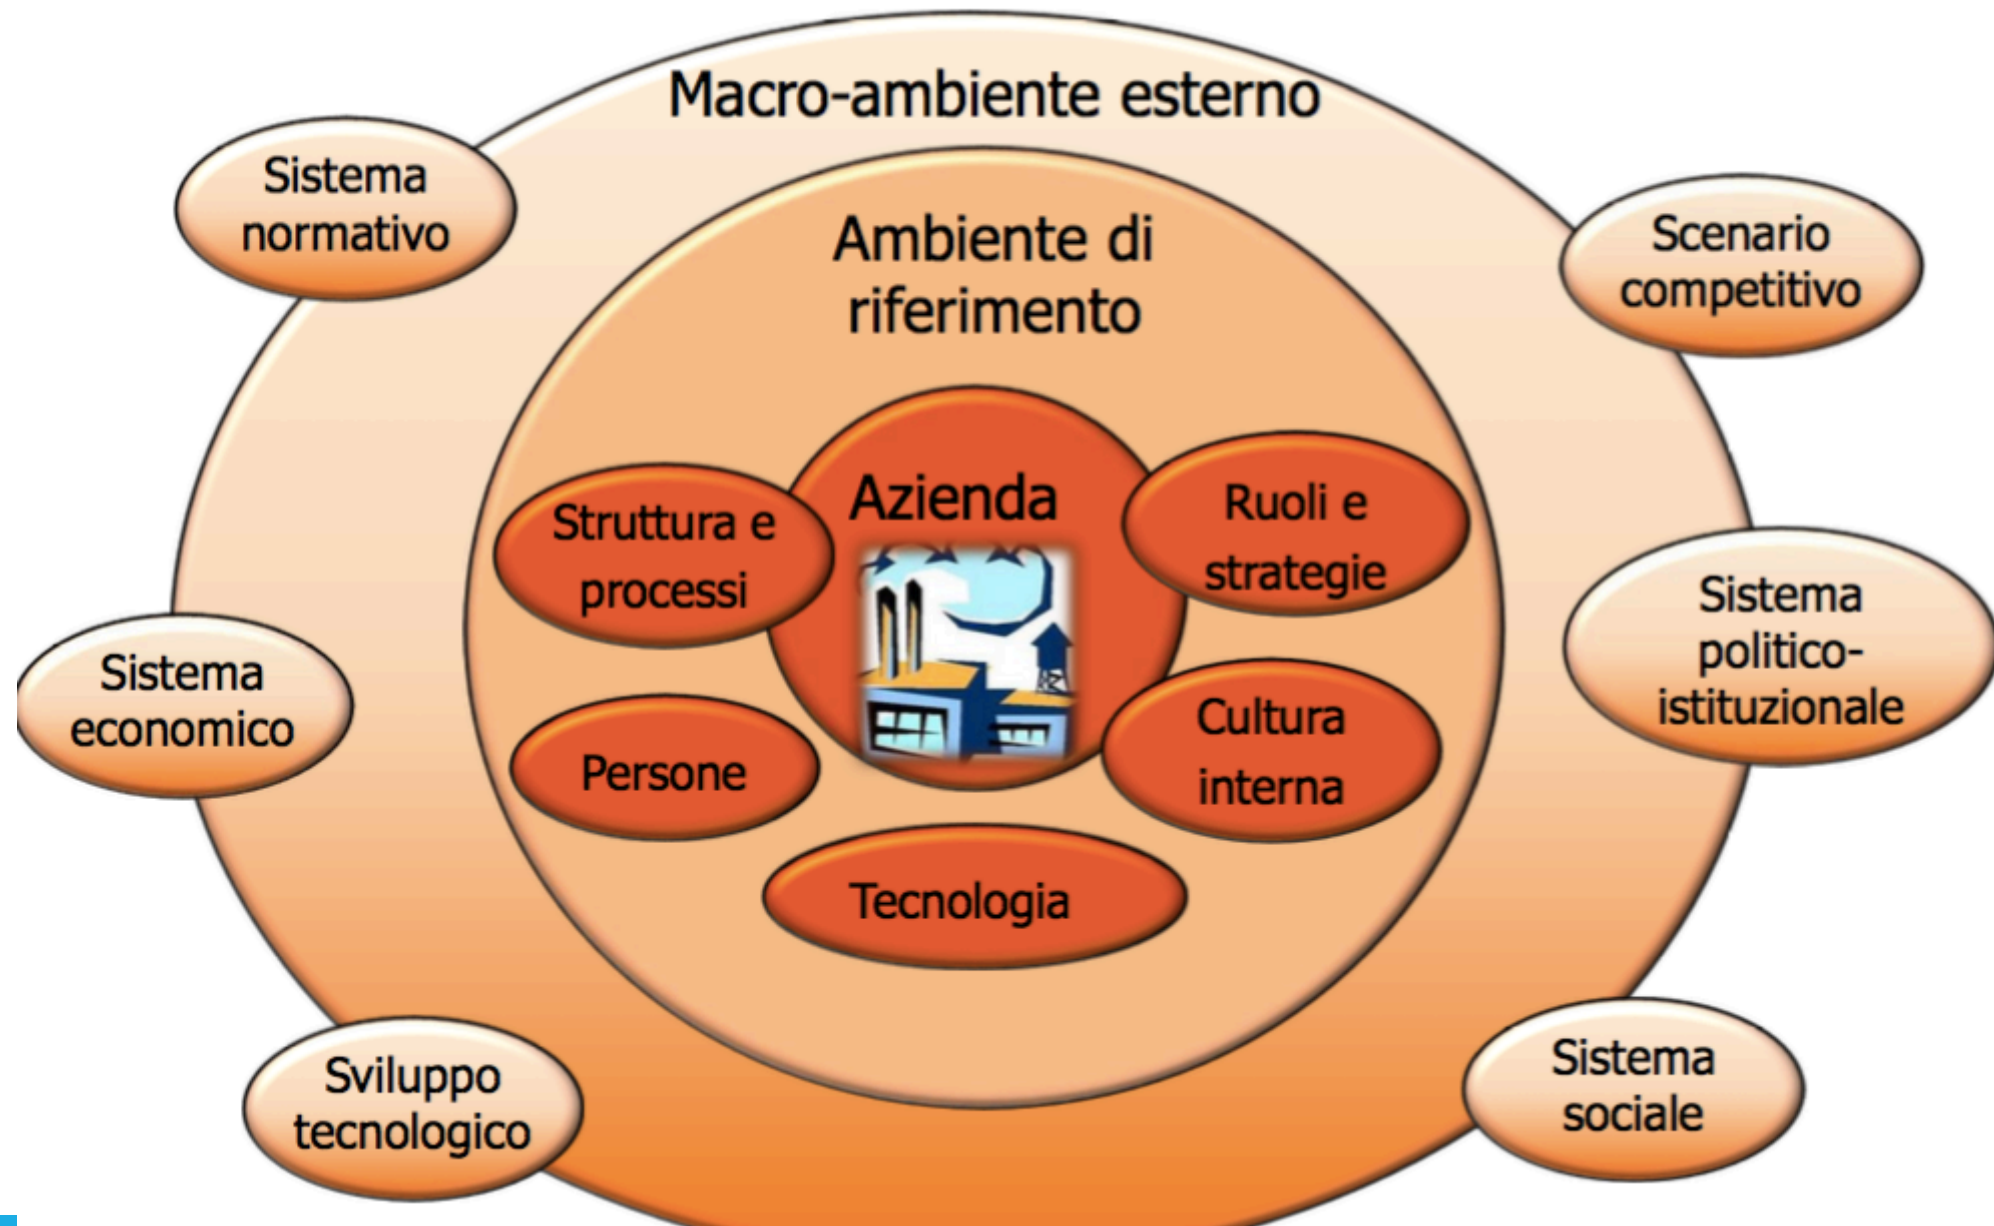 Macro-ambiente esterno
Sistema
normativo
Ambiente di
riferimento
Scenario
competitivo
Azienda
Struttura e
processi
Ruoli e
strategie
Sistema
economico
Persone
Cultura
interna
Sistema
politico-
istituzionale
Tecnologia
Sviluppo
tecnologico
Sistema
sociale